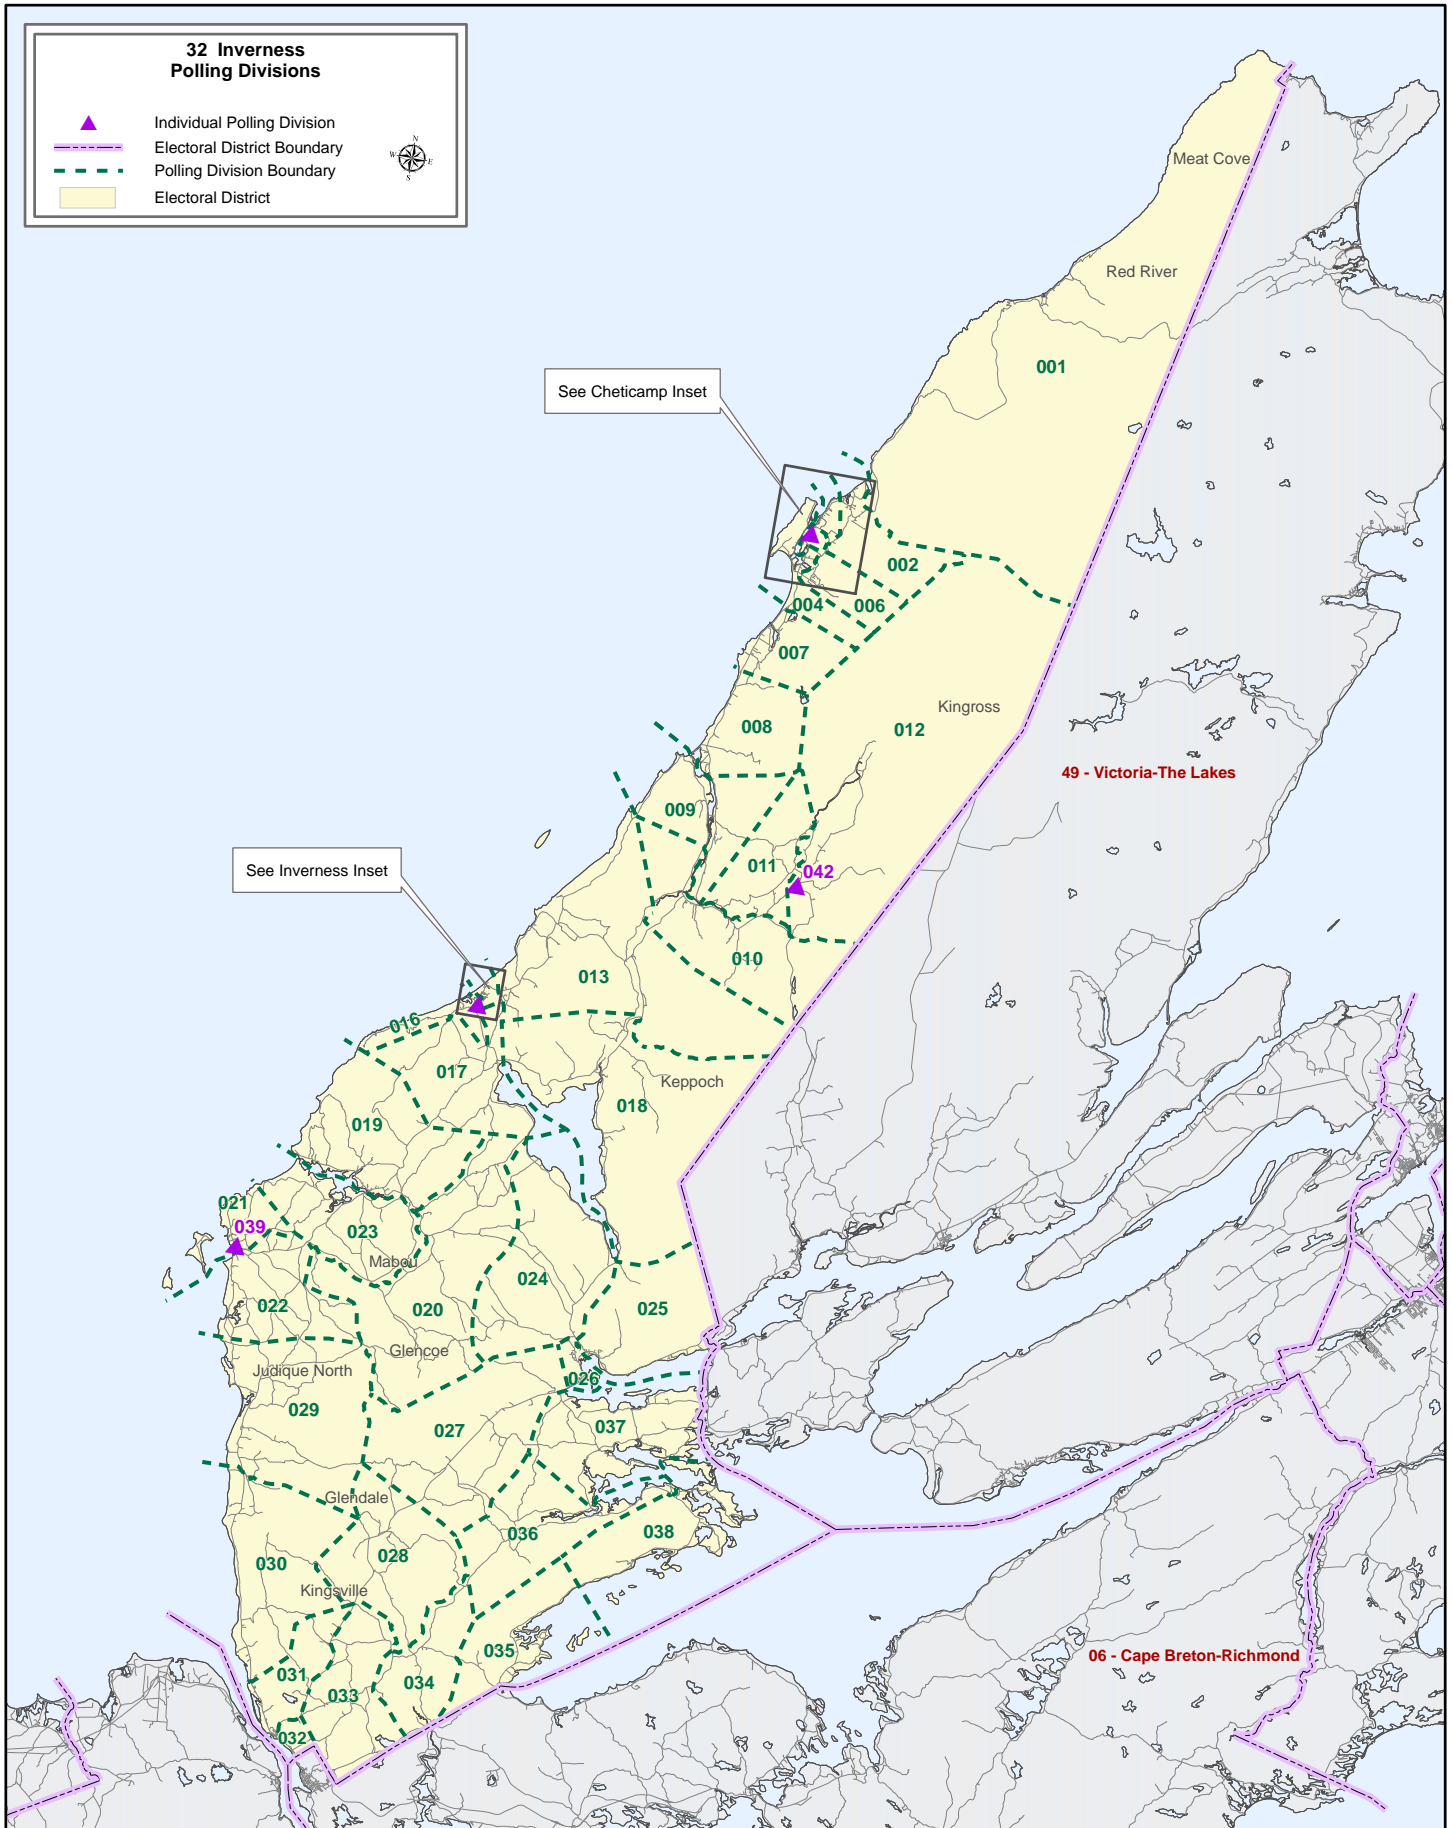 32 Inverness
Polling Divisions
Individual Polling Division
Electoral District Boundary
Polling Division Boundary
Electoral District
N
W
E
S
Meat Cove
Red River
001
See Cheticamp Inset
002
004
006
007
Kingross
008
012
49 - Victoria-The Lakes
009
See Inverness Inset
011
042
010
013
016
017
Keppoch
018
019
021
039
023
Mabou
024
022
020
025
Glencoe
Judique North
026
029
027
037
Glendale
036
038
028
030
Kingsville
035
06 - Cape Breton-Richmond
031
034
033
032